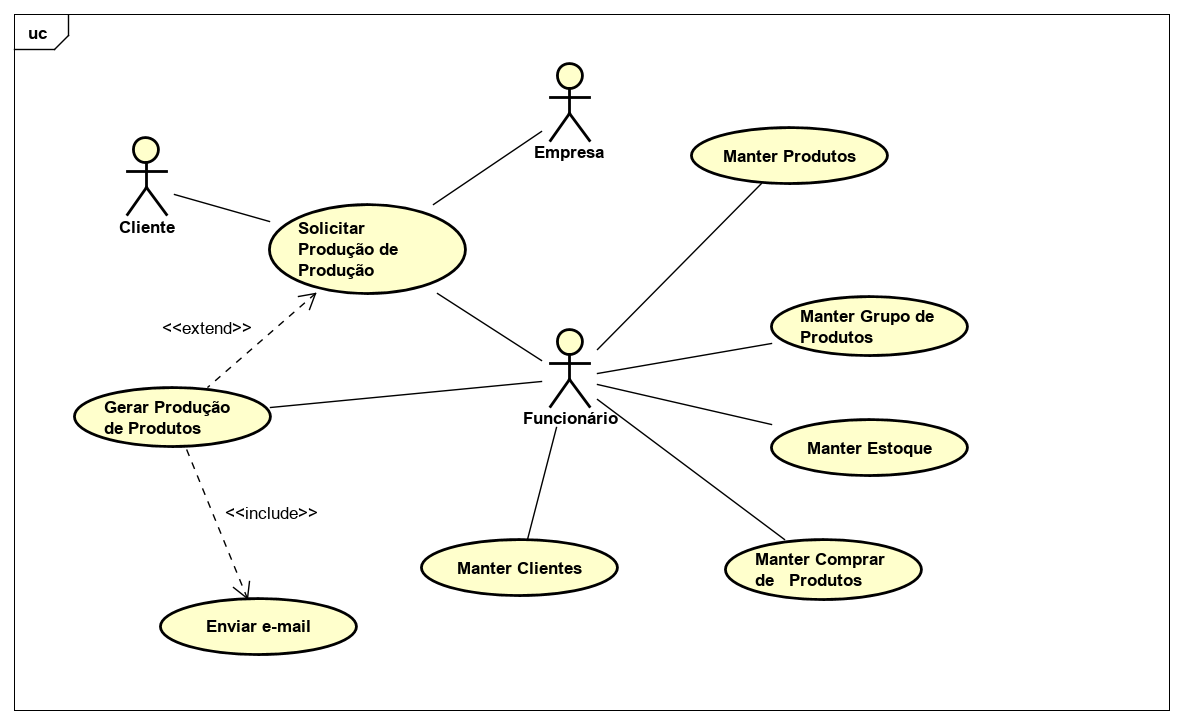 uc
Empresa
Manter Produtos
Cliente
Solicitar
Produção de
Produção
<<extend>>
Manter Grupo de
Produtos
Gerar Produção
de Produtos
Funcionário
Manter Estoque
<<include>>
Manter Clientes
Manter Comprar
de Produtos
Enviar e-mail